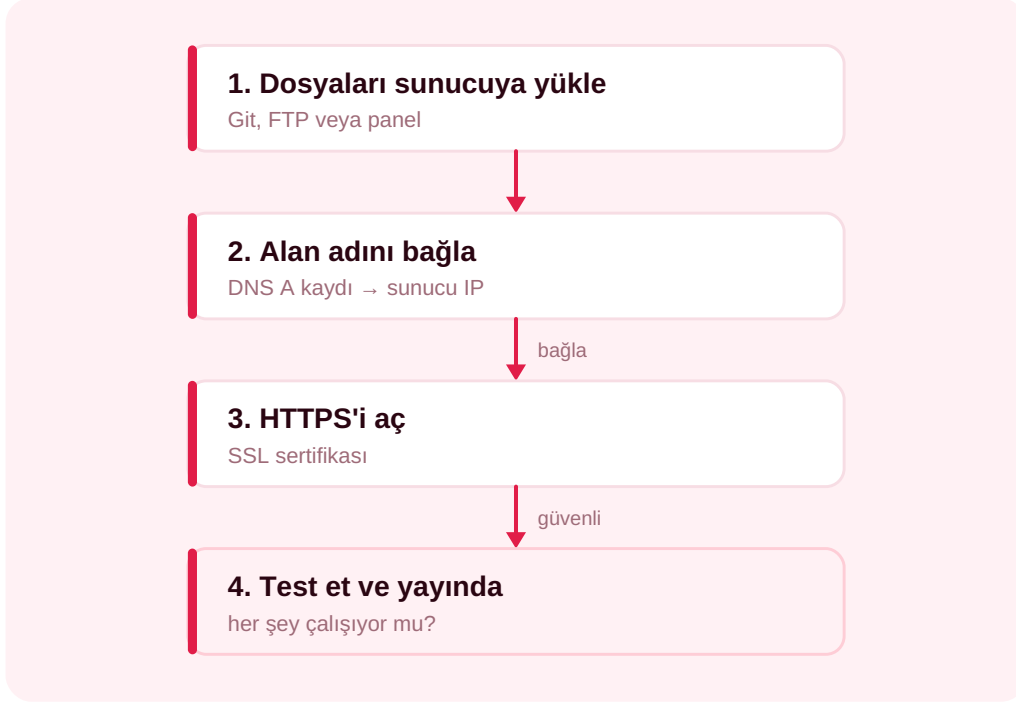 1. Dosyaları sunucuya yükle
Git, FTP veya panel
2. Alan adını bağla
DNS A kaydı → sunucu IP
bağla
3. HTTPS'i aç
SSL sertifikası
güvenli
4. Test et ve yayında
her şey çalışıyor mu?